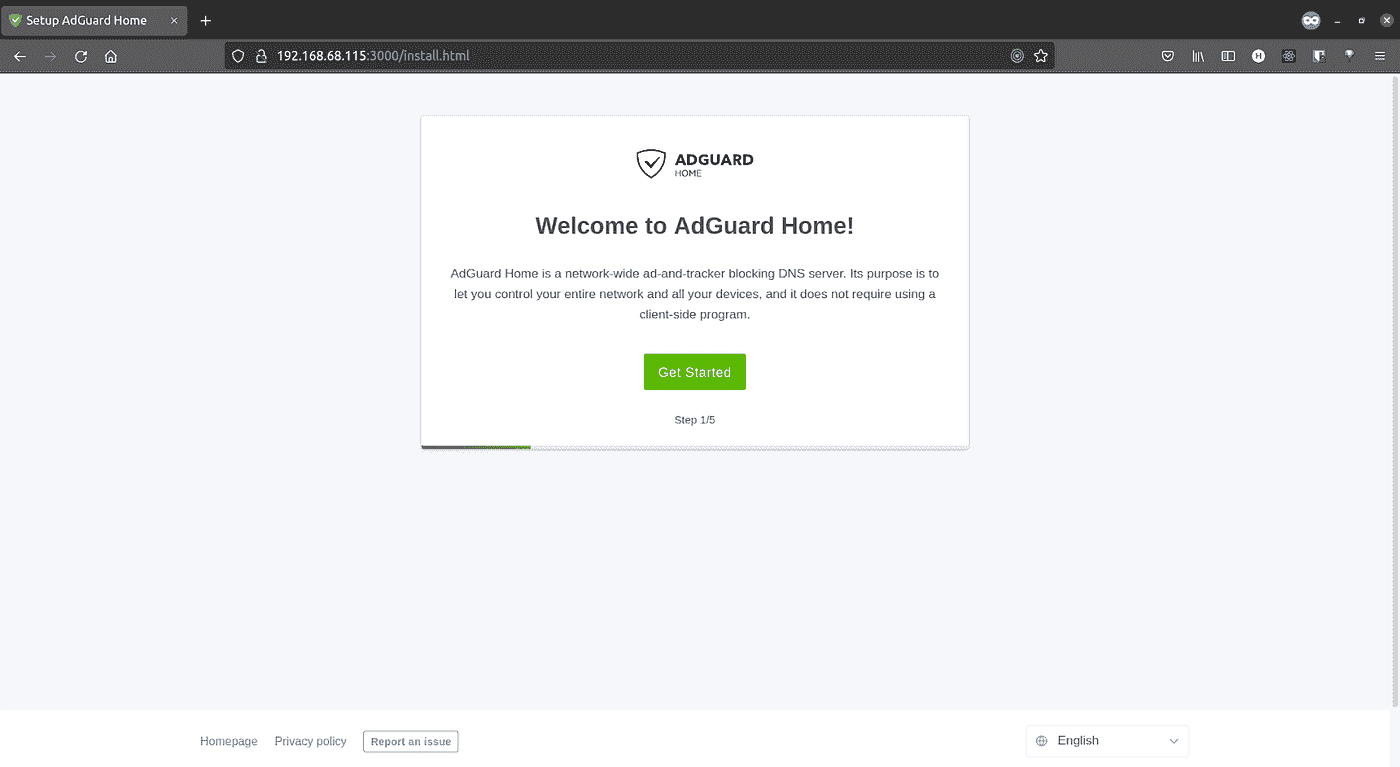 Setup AdGuard Home
192.168.68.115:3000/install.html
H
ADGUARD
HOME
Welcome to AdGuard Home!
AdGuard Home is a network-wide ad-and-tracker blocking DNS server. Its purpose is to
let you control your entire network and all your devices, and it does not require using a
client-side program.
Get Started
Step 1/5
Homepage Privacy policy Report an issue English